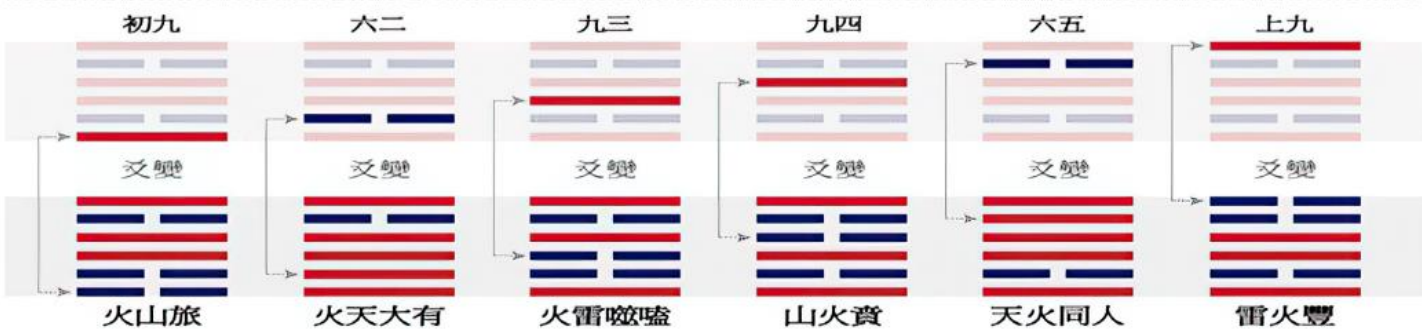 初九 六二 九三 九四 六五 上九
爻變 爻變 爻變 爻變 爻變 爻變
火山旅 火天大有 火雷噬嗑 山火賁 天火同人 雷火豐